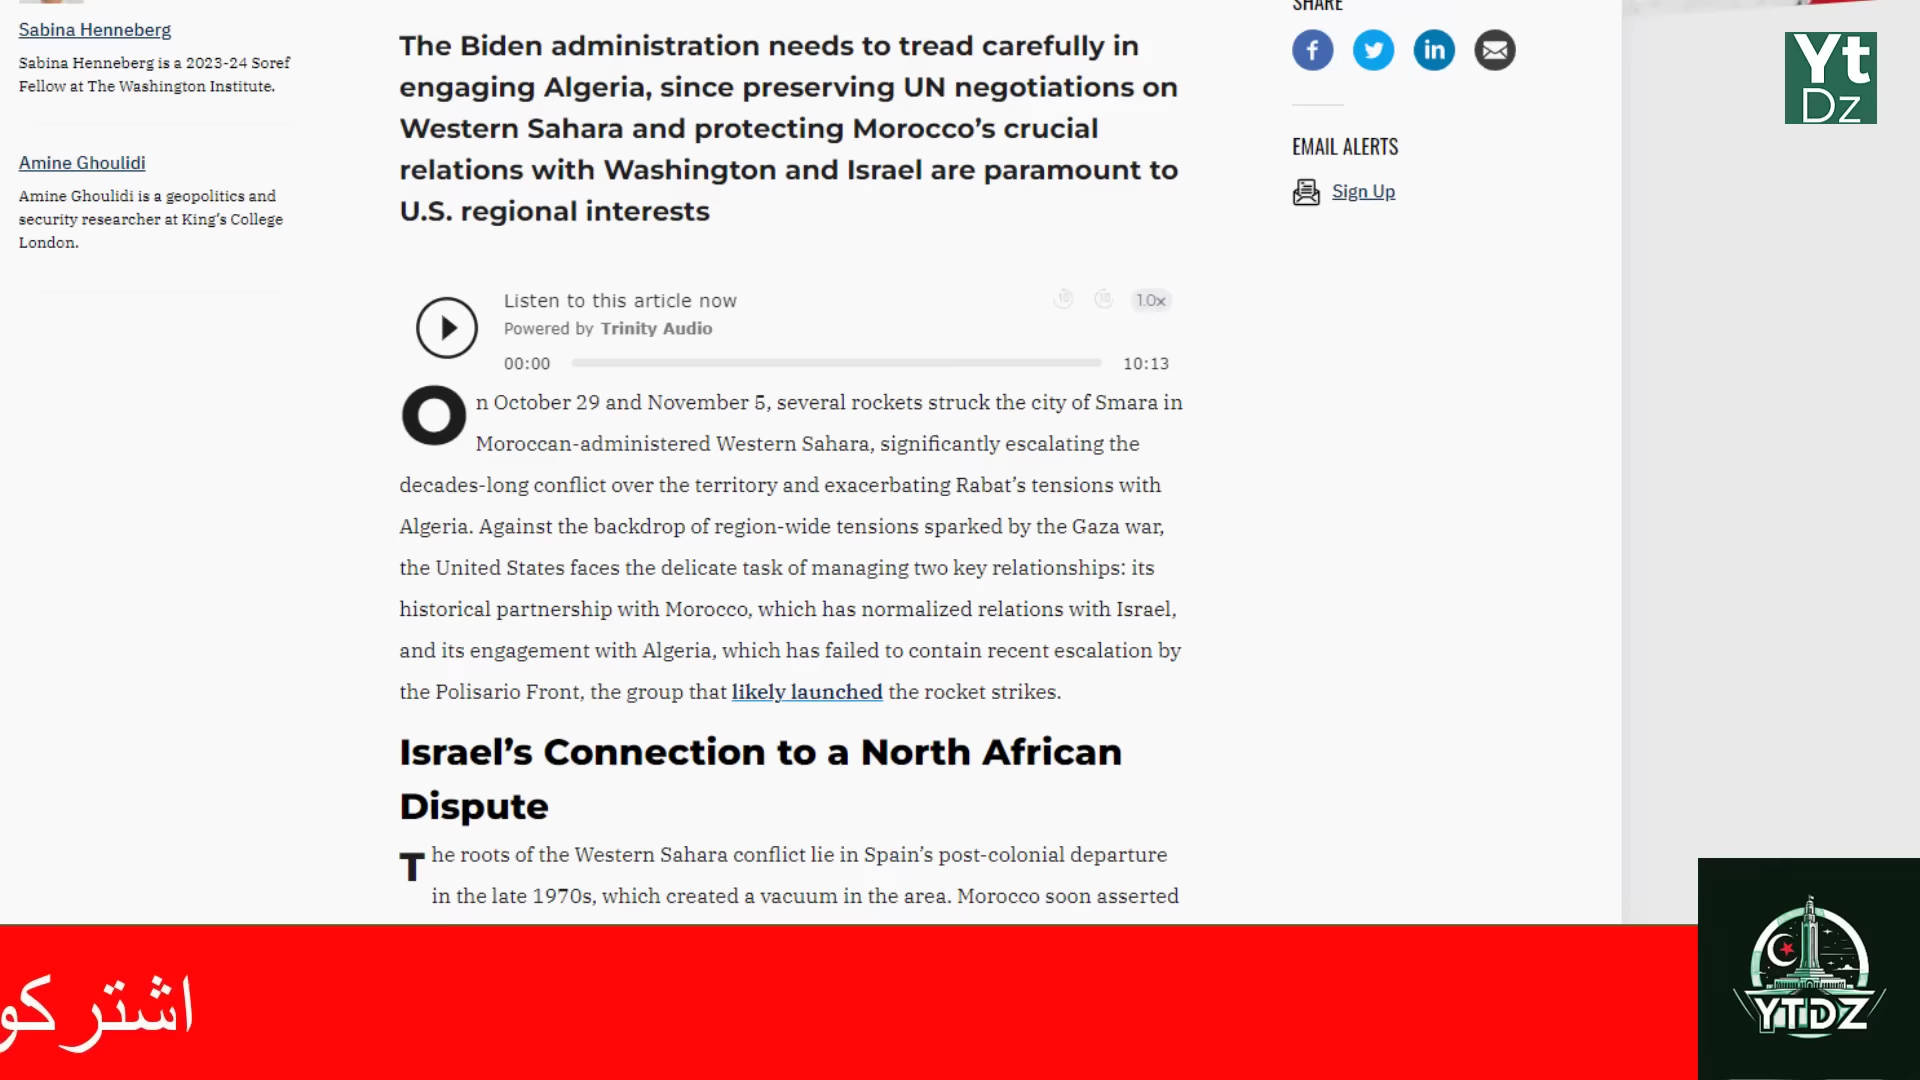 Sabina Henneberg
Sabina Henneberg is a 2023-24 Soref
Fellow at The Washington Institute.
Amine Ghoulidi
Amine Ghoulidi is a geopolitics and
security researcher at King's College
London.
The Biden administration needs to tread carefully in
engaging Algeria, since preserving UN negotiations on
Western Sahara and protecting Morocco's crucial
relations with Washington and Israel are paramount to
U.S. regional interests
Listen to this article now
Powered by Trinity Audio
10 10 1.0x
00:00 10:13
On October 29 and November 5, several rockets struck the city of Smara in
Moroccan-administered Western Sahara, significantly escalating the
decades-long conflict over the territory and exacerbating Rabat's tensions with
Algeria. Against the backdrop of region-wide tensions sparked by the Gaza war,
the United States faces the delicate task of managing two key relationships: its
historical partnership with Morocco, which has normalized relations with Israel,
and its engagement with Algeria, which has failed to contain recent escalation by
the Polisario Front, the group that likely launched the rocket strikes.
Israel's Connection to a North African
Dispute
The roots of the Western Sahara conflict lie in Spain's post-colonial departure
in the late 1970s, which created a vacuum in the area. Morocco soon asserted
SHARE
f in
EMAIL ALERTS
Sign Up
Yt
Dz
اشتركو
YTDZ